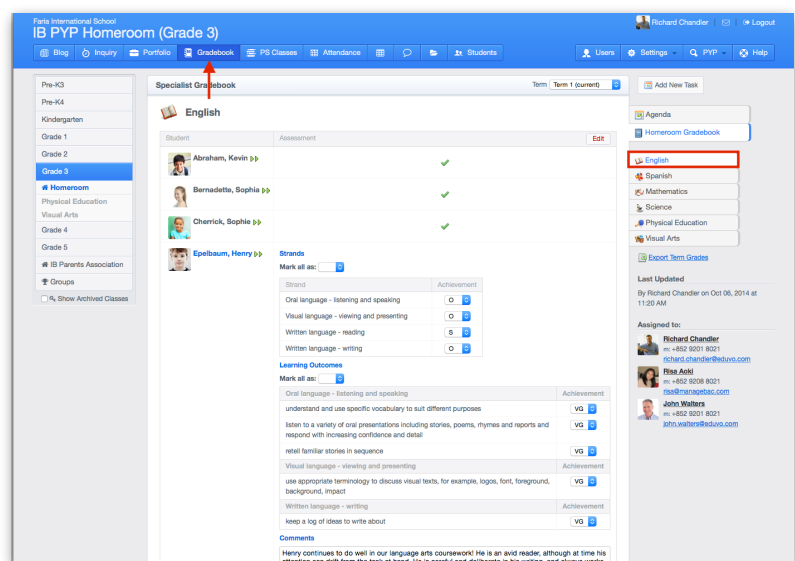 Faria International School
IB PYP Homeroom (Grade 3)
Richard Chandler
Logout
Blog
Inquiry
Portfolio
Gradebook
PS Classes
Attendance
Students
Users
Settings
PYP
Help
Pre-K3
Pre-K4
Kindergarten
Grade 1
Grade 2
Grade 3
Homeroom
Physical Education
Visual Arts
Grade 4
Grade 5
IB Parents Association
Groups
Show Archived Classes
Specialist Gradebook
Term Term 1 (current)
English
Student Assessment Edit
Abraham, Kevin
Bernadette, Sophia
Cherrick, Sophie
Epelbaum, Henry
Strands
Mark all as:
Strand Achievement
Oral language - listening and speaking O
Visual language - viewing and presenting O
Written language - reading S
Written language - writing O
Learning Outcomes
Mark all as:
Oral language - listening and speaking Achievement
understand and use specific vocabulary to suit different purposes VG
listen to a variety of oral presentations including stories, poems, rhymes and reports and VG
respond with increasing confidence and detail
retell familiar stories in sequence VG
Visual language - viewing and presenting Achievement
use appropriate terminology to discuss visual texts, for example, logos, font, foreground, VG
background, impact
Written language - writing Achievement
keep a log of ideas to write about VG
Comments
Henry continues to do well in our language arts coursework! He is an avid reader, although at time his
Add New Task
Agenda
Homeroom Gradebook
English
Spanish
Mathematics
Science
Physical Education
Visual Arts
Export Term Grades
Last Updated
By Richard Chandler on Oct 06, 2014 at
11:20 AM
Assigned to:
Richard Chandler
m: +852 9201 8021
richard.chandler@eduvo.com
Risa Aoki
m: +852 9208 8021
risa@managebac.com
John Walters
m: +852 9201 8021
john.walters@eduvo.com